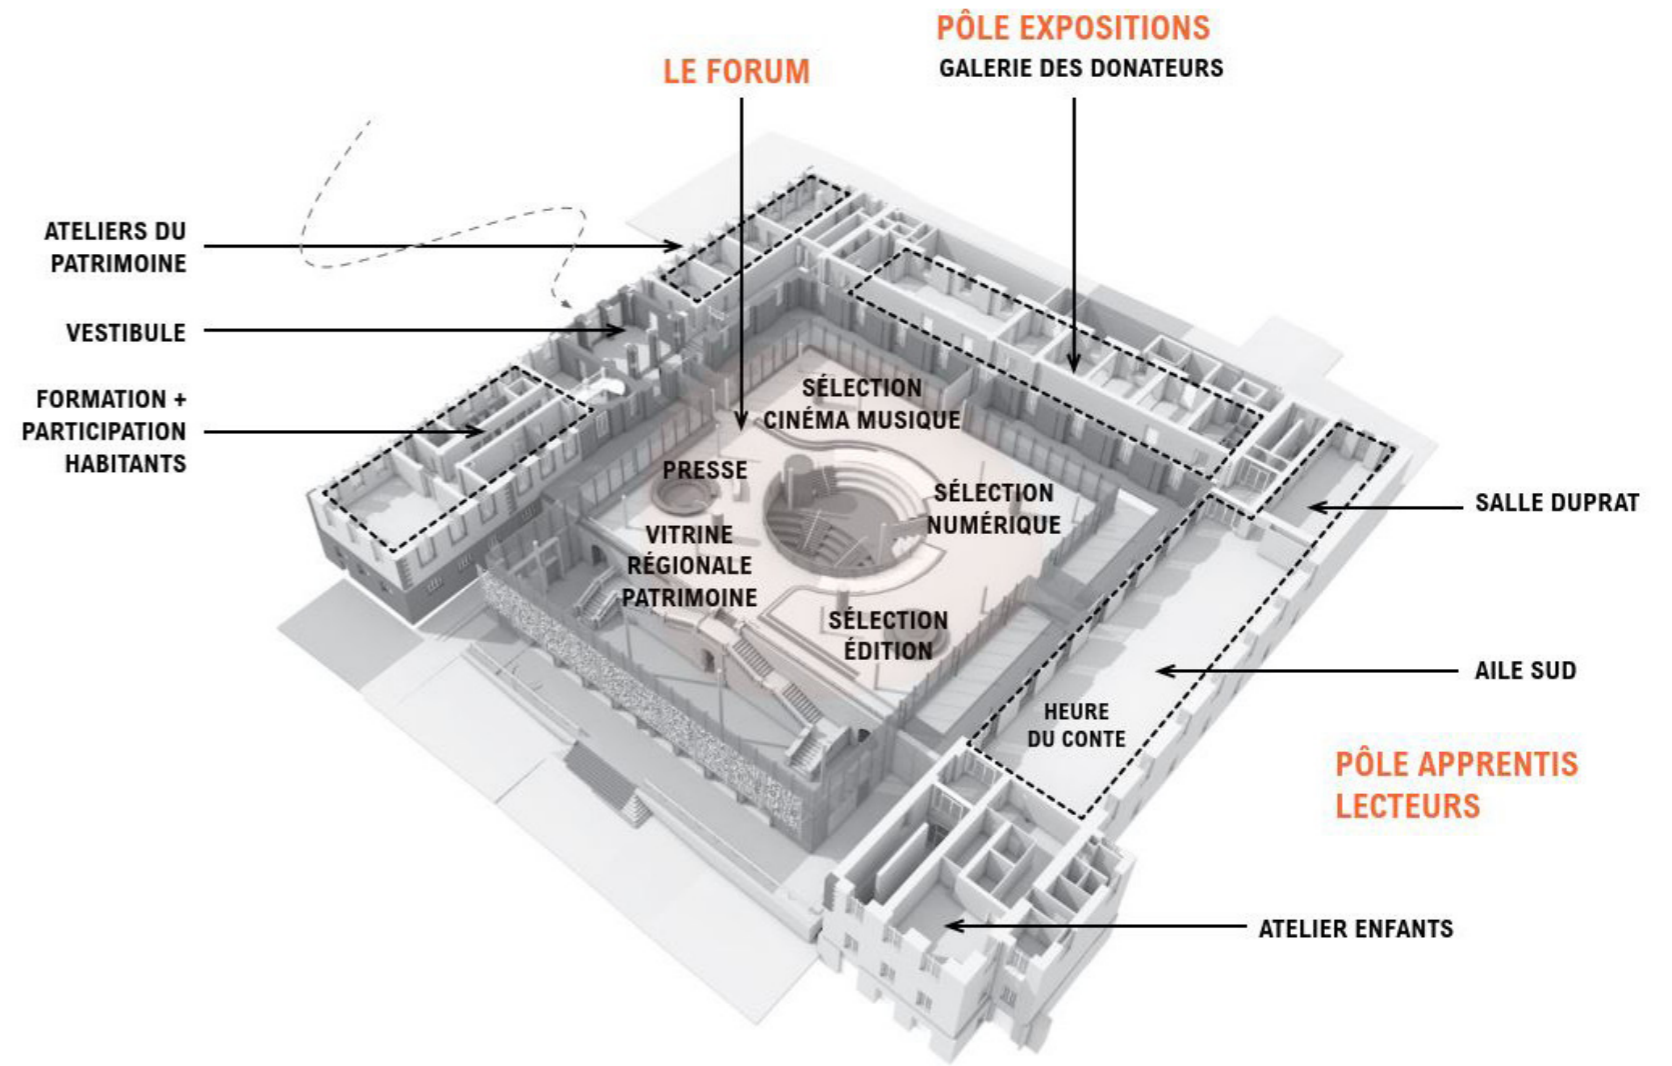 PÔLE EXPOSITIONS
GALERIE DES DONATEURS
LE FORUM
ATELIERS DU
PATRIMOINE
VESTIBULE
FORMATION +
PARTICIPATION
HABITANTS
SÉLECTION
CINÉMA MUSIQUE
PRESSE
SÉLECTION
NUMÉRIQUE
VITRINE
RÉGIONALE
PATRIMOINE
SÉLECTION
ÉDITION
SALLE DUPRAT
AILE SUD
HEURE
DU CONTE
PÔLE APPRENTIS
LECTEURS
ATELIER ENFANTS